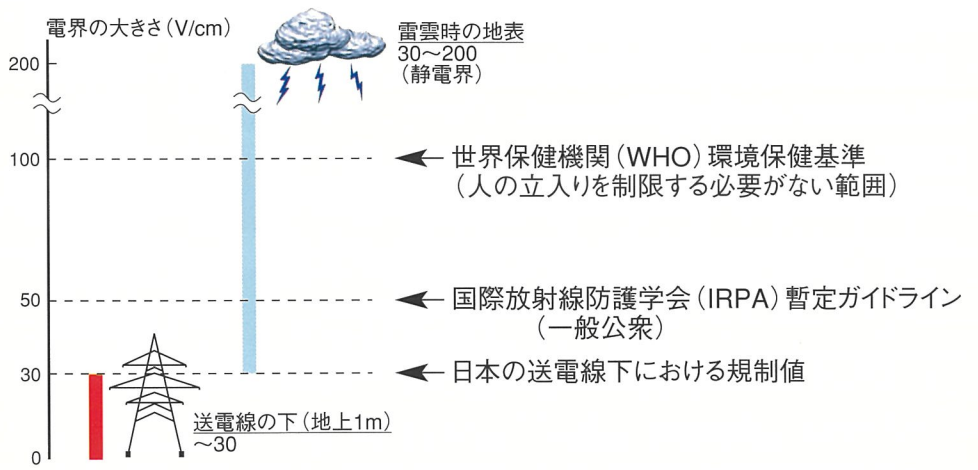 電界の大きさ(V/cm)
雷雲時の地表
30〜200
(静電界)
200
100
世界保健機関(WHO)環境保健基準
(人の立入りを制限する必要がない範囲)
50
国際放射線防護学会(IRPA)暫定ガイドライン
(一般公衆)
30
日本の送電線下における規制値
送電線の下(地上1m)
〜30
0